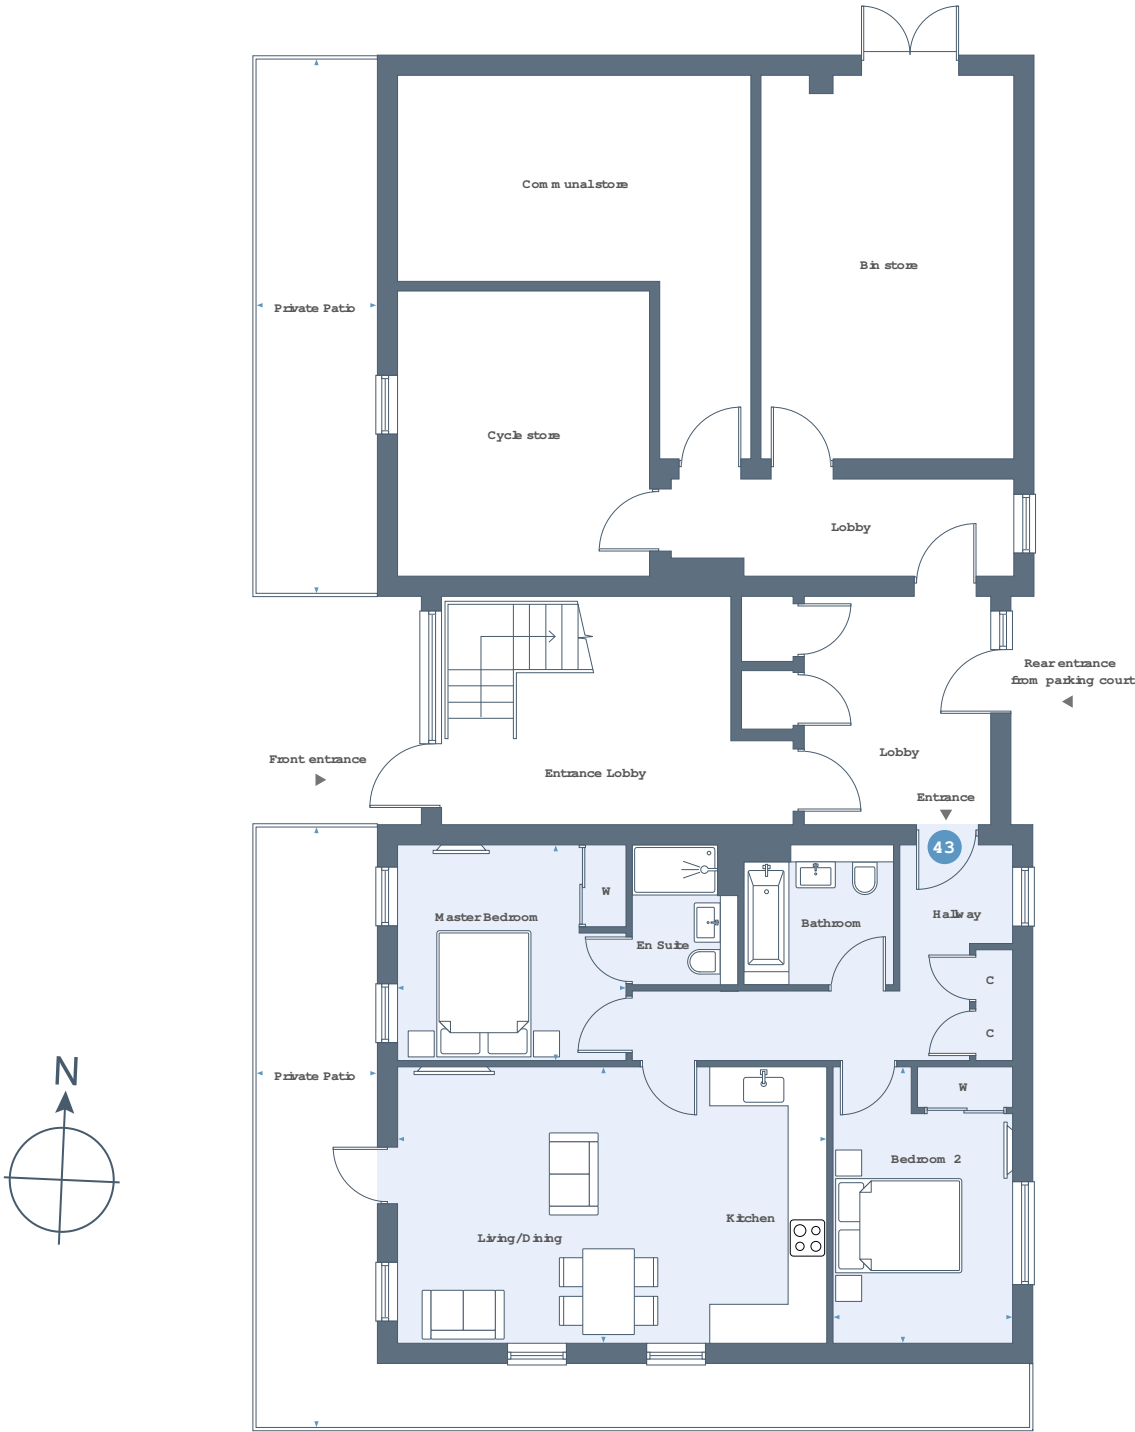 Communal store
Bin store
Private Patio
Cycle store
Lobby
Rear entrance
from parking court
Front entrance
Entrance Lobby
Lobby
Entrance
43
W
Master Bedroom
Hallway
Bathroom
En Suite
C
C
N
Private Patio
W
Bedroom 2
Kitchen
Living/Dining